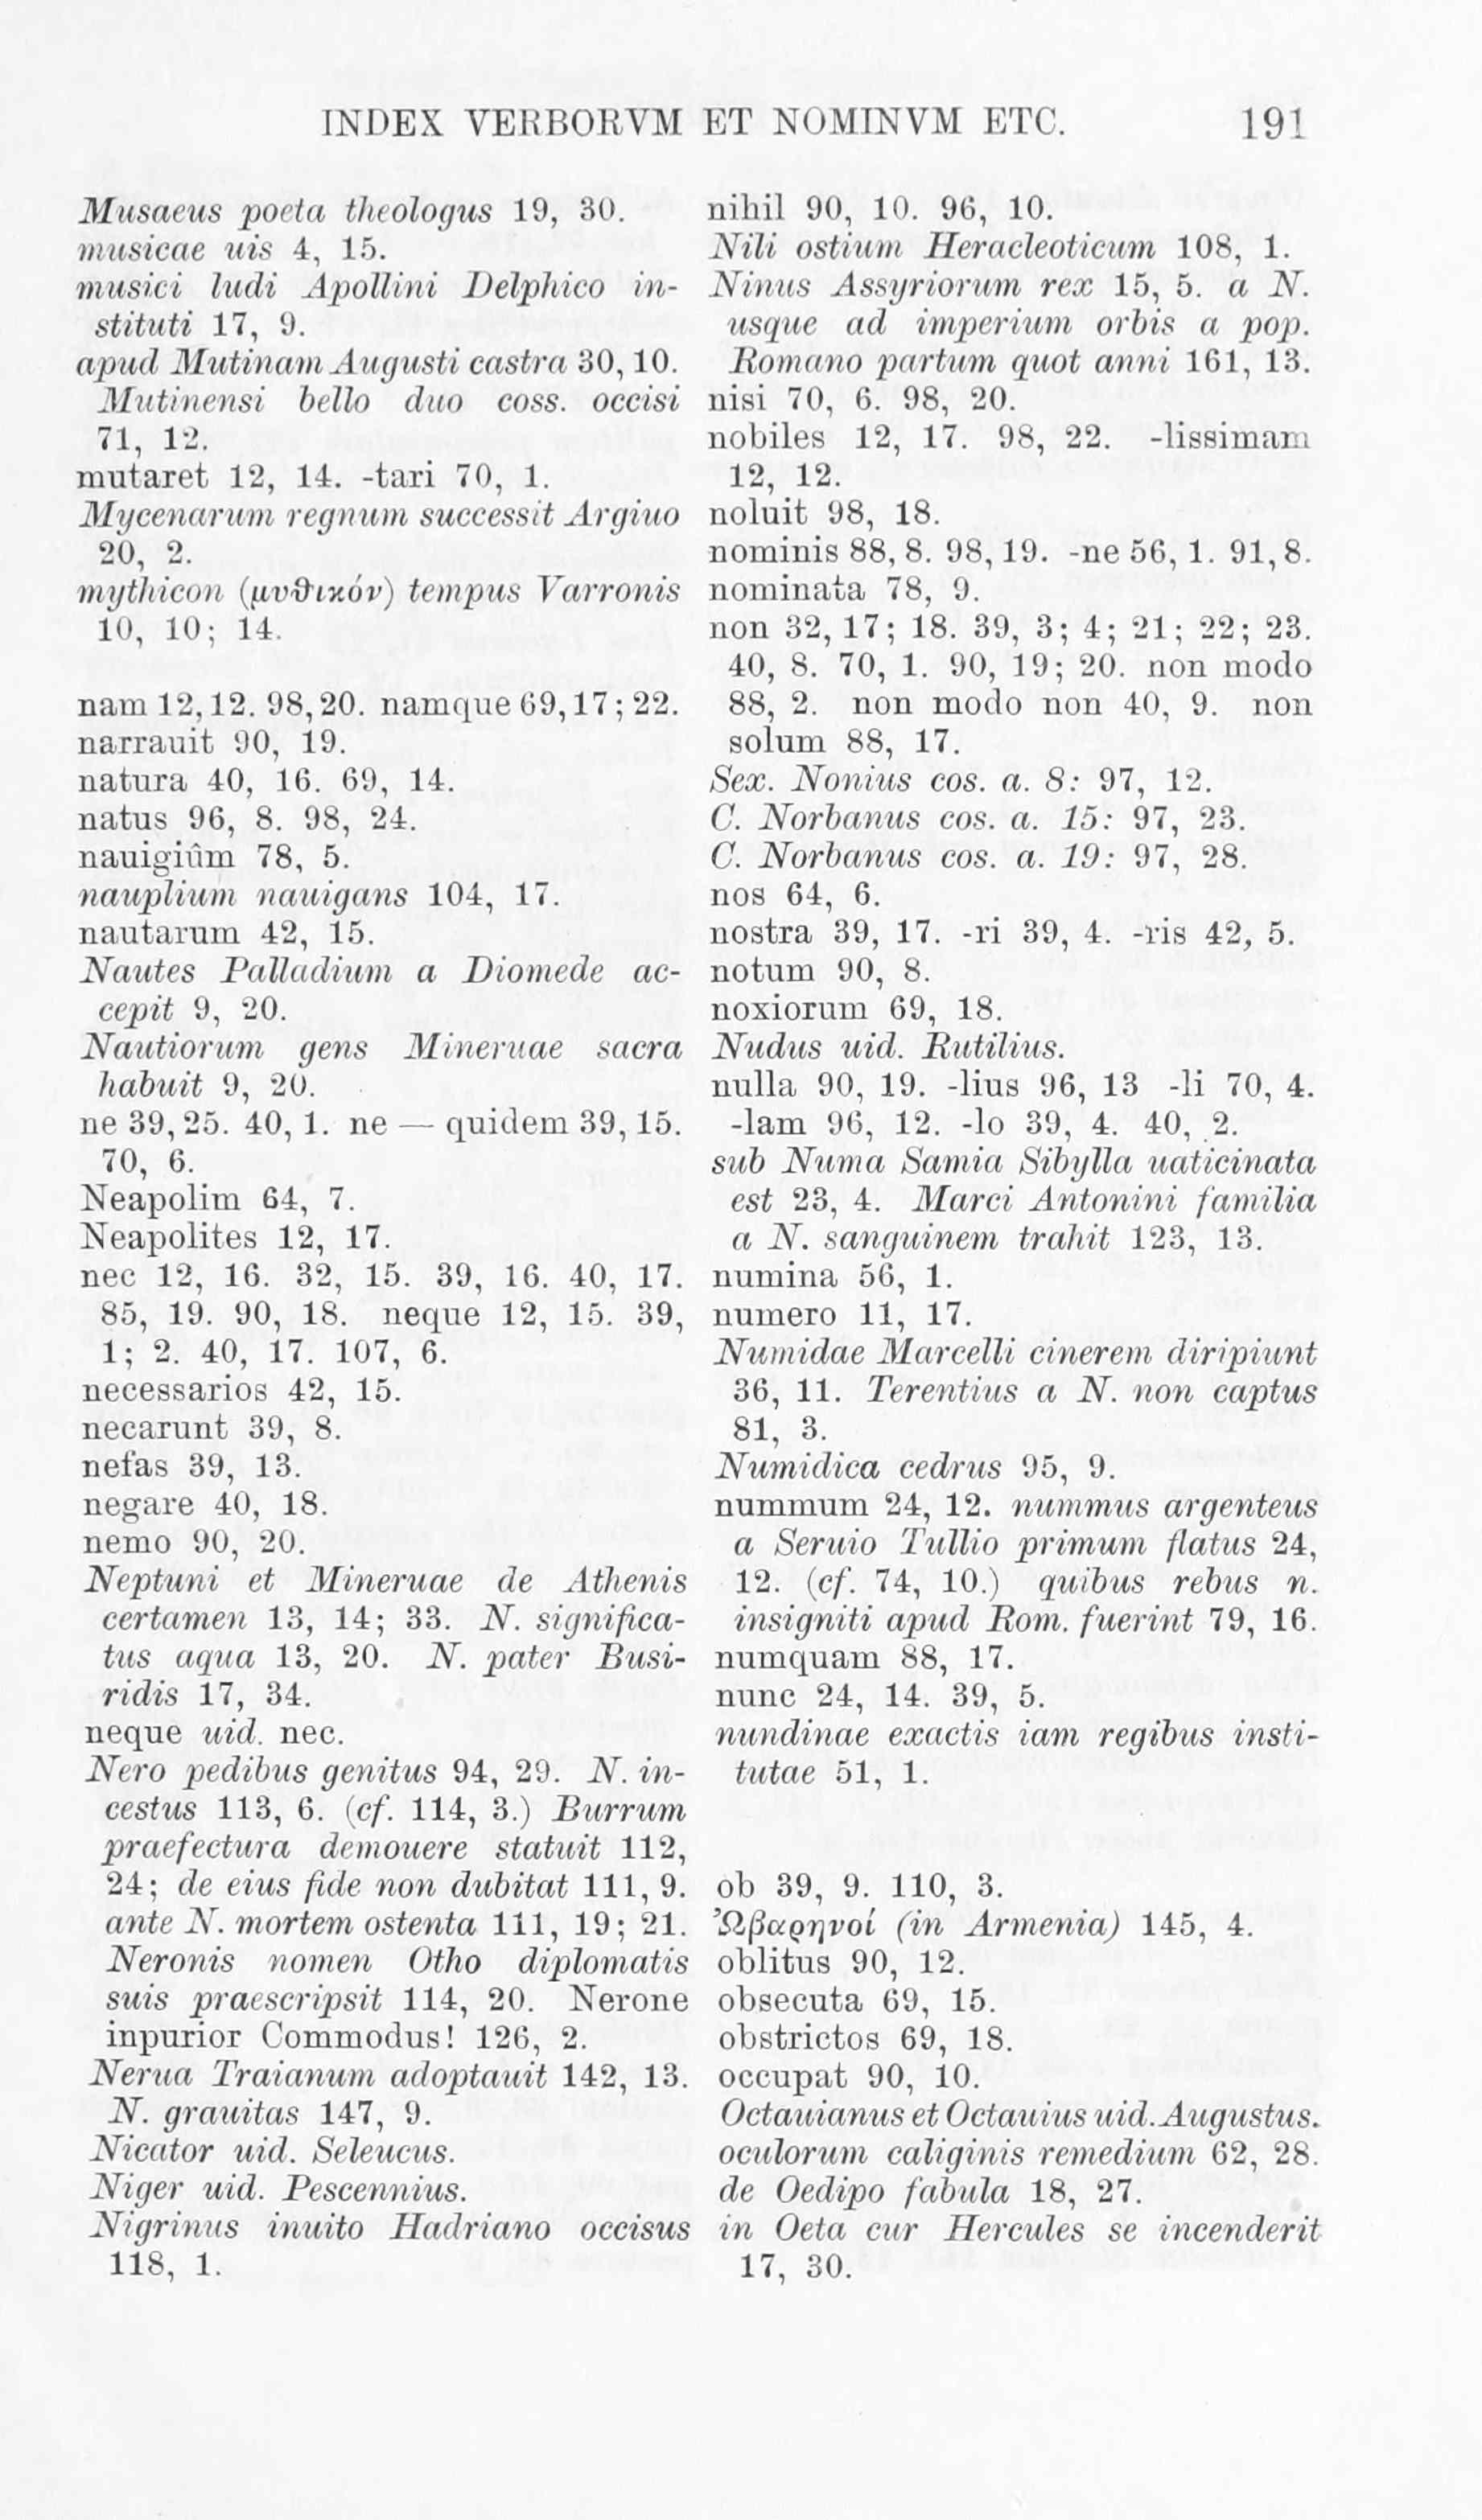 INDEX VERBORVM ET NOMINVM ETC. 191
Musaeus poeta theologus 19, 30.
musicae uis 4, 15.
musici ludi Apollini Delphico in-
stituti 17, 9.
apud Mutinam Augusti castra 30, 10.
Mutinensi bello duo coss. occisi
71, 12.
mutaret 12, 14. -tari 70, 1.
Mycenarum regnum successit Argiuo
20, 2.
mythicon (μυϑικόν) tempus Varronis
10, 10; 14.
nam 12, 12. 98, 20. namque 69, 17; 22.
narrauit 90, 19.
natura 40, 16. 69, 14.
natus 96, 8. 98, 24.
nauigiûm 78, 5.
nauplium nauigans 104, 17.
nautarum 42, 15.
Nautes Palladium a Diomede ac-
cepit 9, 20.
Nautiorum gens Mineruae sacra
habuit 9, 20.
ne 39, 25. 40, 1. ne — quidem 39, 15.
70, 6.
Neapolim 64, 7.
Neapolites 12, 17.
nec 12, 16. 32, 15. 39, 16. 40, 17.
85, 19. 90, 18. neque 12, 15. 39,
1; 2. 40, 17. 107, 6.
necessarios 42, 15.
necarunt 39, 8.
nefas 39, 13.
negare 40, 18.
nemo 90, 20.
Neptuni et Mineruae de Athenis
certamen 13, 14; 33. N. significa-
tus aqua 13, 20. N. pater Busi-
ridis 17, 34.
neque uid. nec.
Nero pedibus genitus 94, 29. N. in-
cestus 113, 6. (cf. 114, 3.) Burrum
praefectura demouere statuit 112,
24; de eius fide non dubitat 111, 9.
ante N. mortem ostenta 111, 19; 21.
Neronis nomen Otho diplomatis
suis praescripsit 114, 20. Nerone
inpurior Commodus! 126, 2.
Nerua Traianum adoptauit 142, 13.
N. grauitas 147, 9.
Nicator uid. Seleucus.
Niger uid. Pescennius.
Nigrinus inuito Hadriano occisus
118, 1.
nihil 90, 10. 96, 10.
Nili ostium Heracleoticum 108, 1.
Ninus Assyriorum rex 15, 5. a N.
usque ad imperium orbis a pop.
Romano partum quot anni 161, 13.
nisi 70, 6. 98, 20.
nobiles 12, 17. 98, 22. -lissimam
12, 12.
noluit 98, 18.
nominis 88, 8. 98, 19. -ne 56, 1. 91, 8.
nominata 78, 9.
non 32, 17; 18. 39, 3; 4; 21; 22; 23.
40, 8. 70, 1. 90, 19; 20. non modo
88, 2. non modo non 40, 9. non
solum 88, 17.
Sex. Nonius cos. a. 8: 97, 12.
C. Norbanus cos. a. 15: 97, 23.
C. Norbanus cos. a. 19: 97, 28.
nos 64, 6.
nostra 39, 17. -ri 39, 4. -ris 42, 5.
notum 90, 8.
noxiorum 69, 18.
Nudus uid. Rutilius.
nulla 90, 19. -lius 96, 13 -li 70, 4.
-lam 96, 12. -lo 39, 4. 40, 2.
sub Numa Samia Sibylla uaticinata
est 23, 4. Marci Antonini familia
a N. sanguinem trahit 123, 13.
numina 56, 1.
numero 11, 17.
Numidae Marcelli cinerem diripiunt
36, 11. Terentius a N. non captus
81, 3.
Numidica cedrus 95, 9.
nummum 24, 12. nummus argenteus
a Seruio Tullio primum flatus 24,
12. (cf. 74, 10.) quibus rebus n.
insigniti apud Rom. fuerint 79, 16.
numquam 88, 17.
nunc 24, 14. 39, 5.
nundinae exactis iam regibus insti-
tutae 51, 1.
ob 39, 9. 110, 3.
Ὠβαρηνοί (in Armenia) 145, 4.
oblitus 90, 12.
obsecuta 69, 15.
obstrictos 69, 18.
occupat 90, 10.
Octauianus et Octauius uid. Augustus.
oculorum caliginis remedium 62, 28.
de Oedipo fabula 18, 27.
in Oeta cur Hercules se incenderit
17, 30.